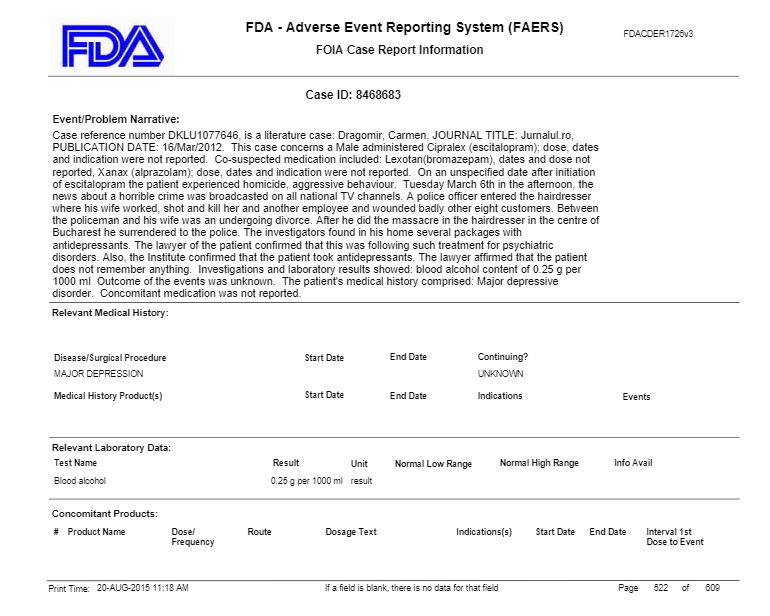 FDA
FDA - Adverse Event Reporting System (FAERS)
FDACDER1726v3
FOIA Case Report Information
Case ID: 8468683
Event/Problem Narrative:
Case reference number DKLU1077646, is a literature case: Dragomir, Carmen, JOURNAL TITLE: Jurnalul.ro,
PUBLICATION DATE: 16/Mar/2012.  This case concerns a Male administered Cipralex (escitalopram); dose, dates
and indication were not reported.  Co-suspected medication included: Lexotan(bromazepam), dates and dose not
reported, Xanax (alprazolam); dose, dates and indication were not reported.  On an unspecified date after initiation
of escitalopram the patient experienced homicide, aggressive behaviour.  Tuesday March 6th in the afternoon, the
news about a horrible crime was broadcasted on all national TV channels. A police officer entered the hairdresser
where his wife worked, shot and kill her and another employee and wounded badly other eight customers. Between
the policeman and his wife was an undergoing divorce. After he did the massacre in the hairdresser in the centre of
Bucharest he surrendered to the police. The investigators found in his home several packages with
antidepressants. The lawyer of the patient confirmed that this was following such treatment for psychiatric
disorders. Also, the Institute confirmed that the patient took antidepressants. The lawyer affirmed that the patient
does not remember anything.  Investigations and laboratory results showed: blood alcohol content of 0.25 g per
1000 ml  Outcome of the events was unknown.  The patient's medical history comprised: Major depressive
disorder.  Concomitant medication was not reported.
Relevant Medical History:
Disease/Surgical Procedure Start Date End Date Continuing?
MAJOR DEPRESSION UNKNOWN
Medical History Product(s) Start Date End Date Indications Events
Relevant Laboratory Data:
Test Name Result Unit Normal Low Range Normal High Range Info Avail
Blood alcohol 0.25 g per 1000 ml result
Concomitant Products:
# Product Name Dose/ Route Dosage Text Indications(s) Start Date End Date Interval 1st
Frequency Dose to Event
Print Time: 20-AUG-2015 11:18 AM If a field is blank, there is no data for that field Page 522 of 609